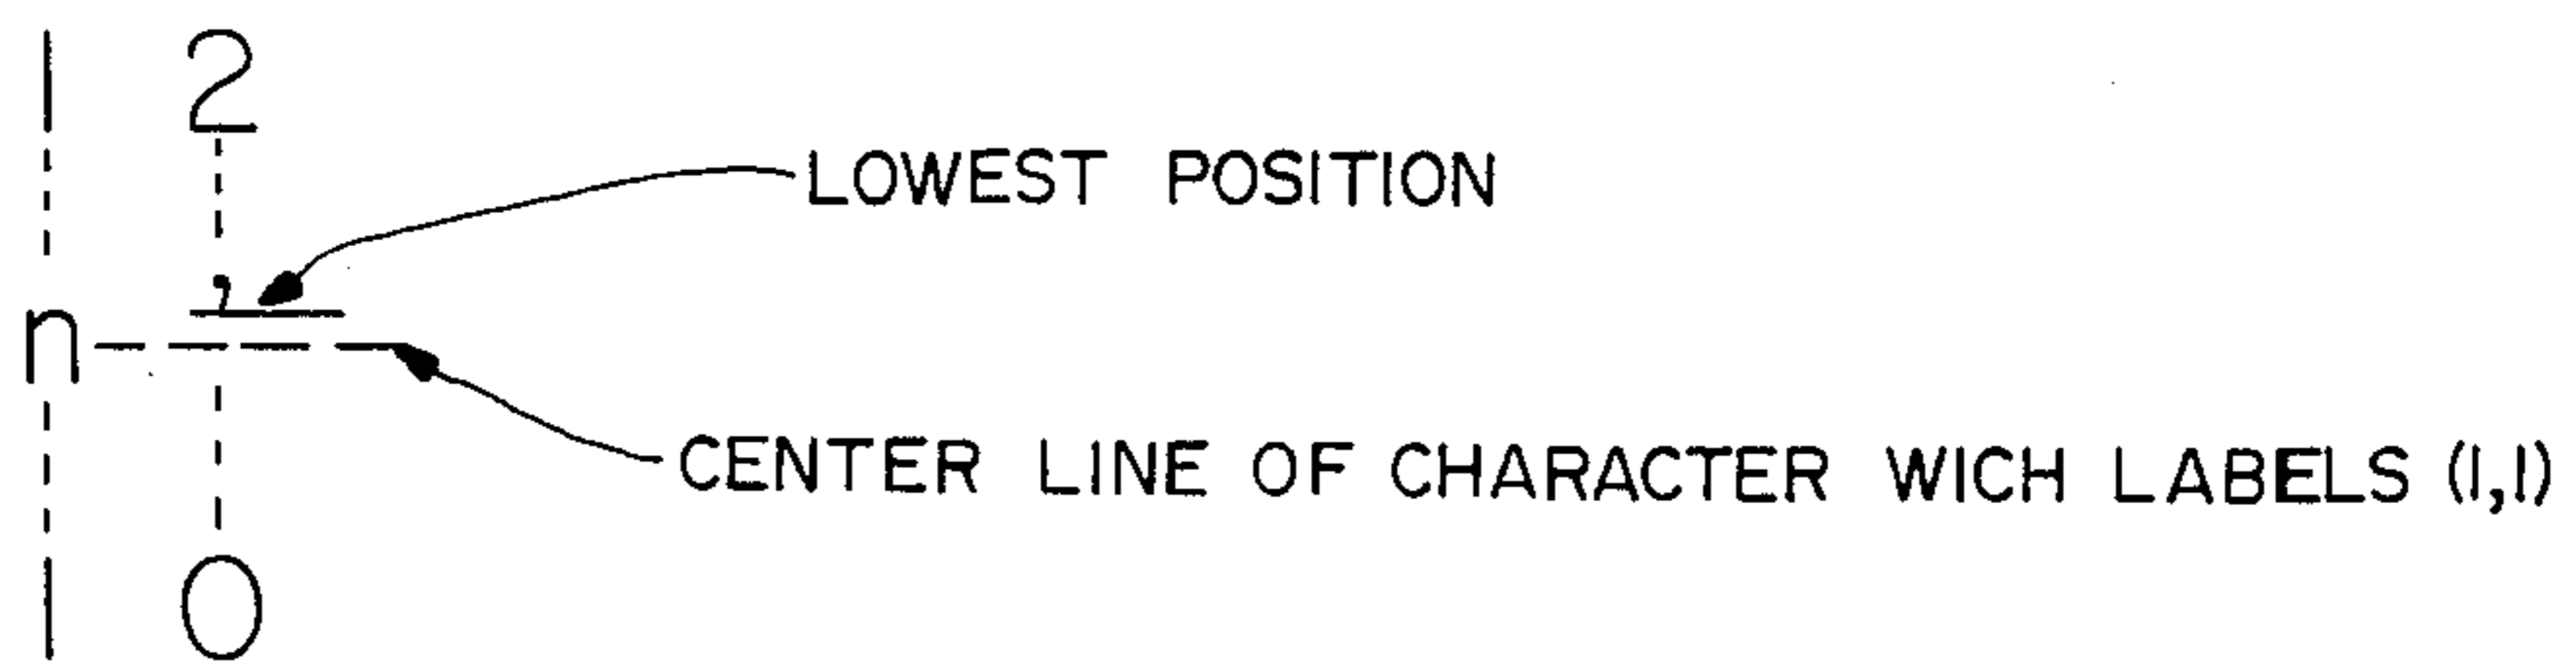 1 2
LOWEST POSITION
,
n
CENTER LINE OF CHARACTER WICH LABELS (1,1)
1 0